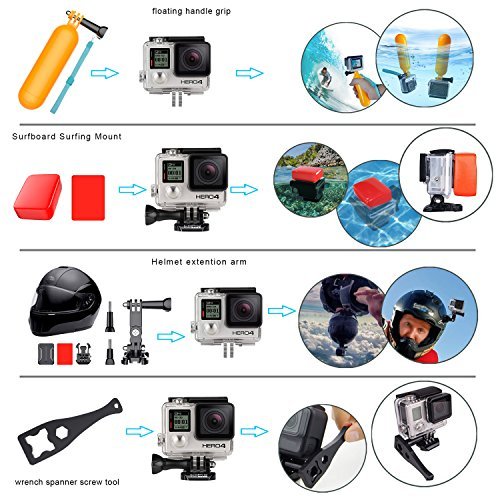 floating handle grip
HERO4
Surfboard Surfing Mount
HERO4
Helmet extention arm
HERO4
HERO4
wrench spanner screw tool